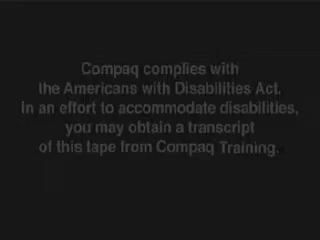 Compaq complies with
the Americans with Disabilities Act.
In an effort to accommodate disabilities,
you may obtain a transcript
of this tape from Compaq Training.